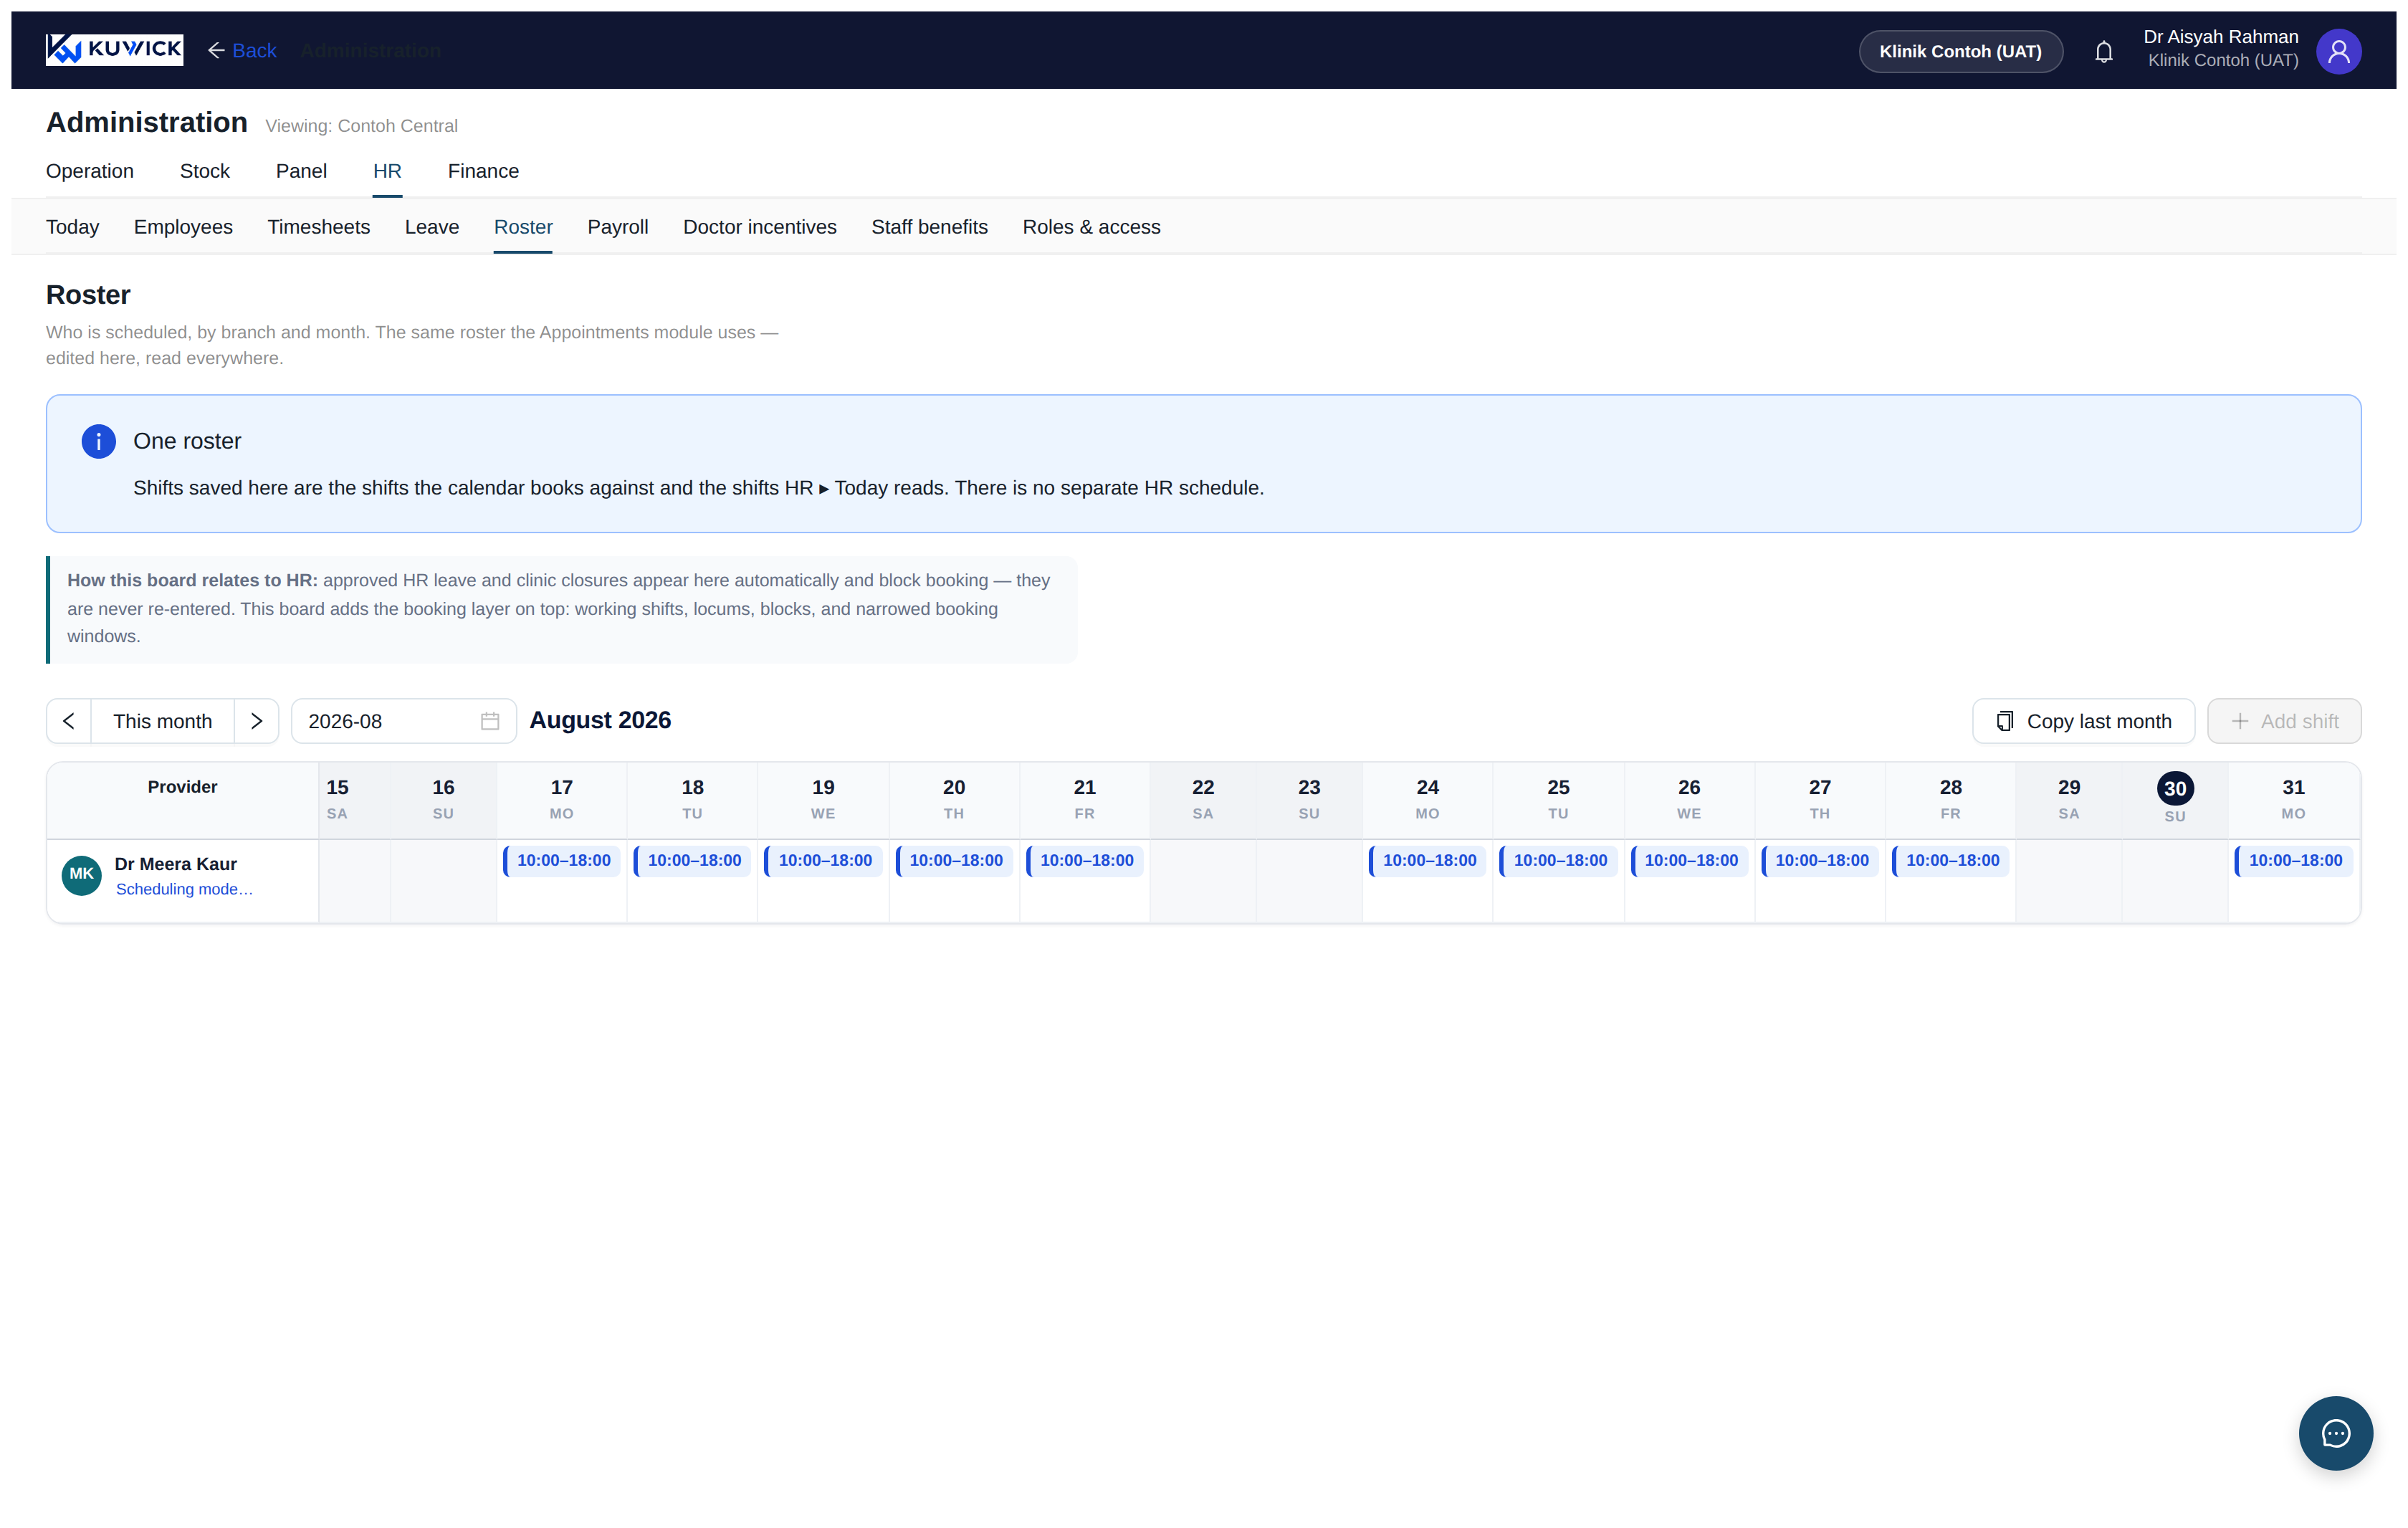 KUWICK
Back
Administration
Klinik Contoh (UAT)
Dr Aisyah Rahman
Klinik Contoh (UAT)
Administration
Viewing: Contoh Central
Operation
Stock
Panel
HR
Finance
Today
Employees
Timesheets
Leave
Roster
Payroll
Doctor incentives
Staff benefits
Roles & access
Roster
Who is scheduled, by branch and month. The same roster the Appointments module uses —
edited here, read everywhere.
One roster
Shifts saved here are the shifts the calendar books against and the shifts HR ▸ Today reads. There is no separate HR schedule.
How this board relates to HR: approved HR leave and clinic closures appear here automatically and block booking — they
are never re-entered. This board adds the booking layer on top: working shifts, locums, blocks, and narrowed booking
windows.
This month
2026-08
August 2026
Copy last month
Add shift
Provider
15 16 17 18 19 20 21 22 23 24 25 26 27 28 29 30 31
SA SU MO TU WE TH FR SA SU MO TU WE TH FR SA SU MO
MK
Dr Meera Kaur
Scheduling mode…
10:00–18:00 10:00–18:00 10:00–18:00 10:00–18:00 10:00–18:00 10:00–18:00 10:00–18:00 10:00–18:00 10:00–18:00 10:00–18:00 10:00–18:00